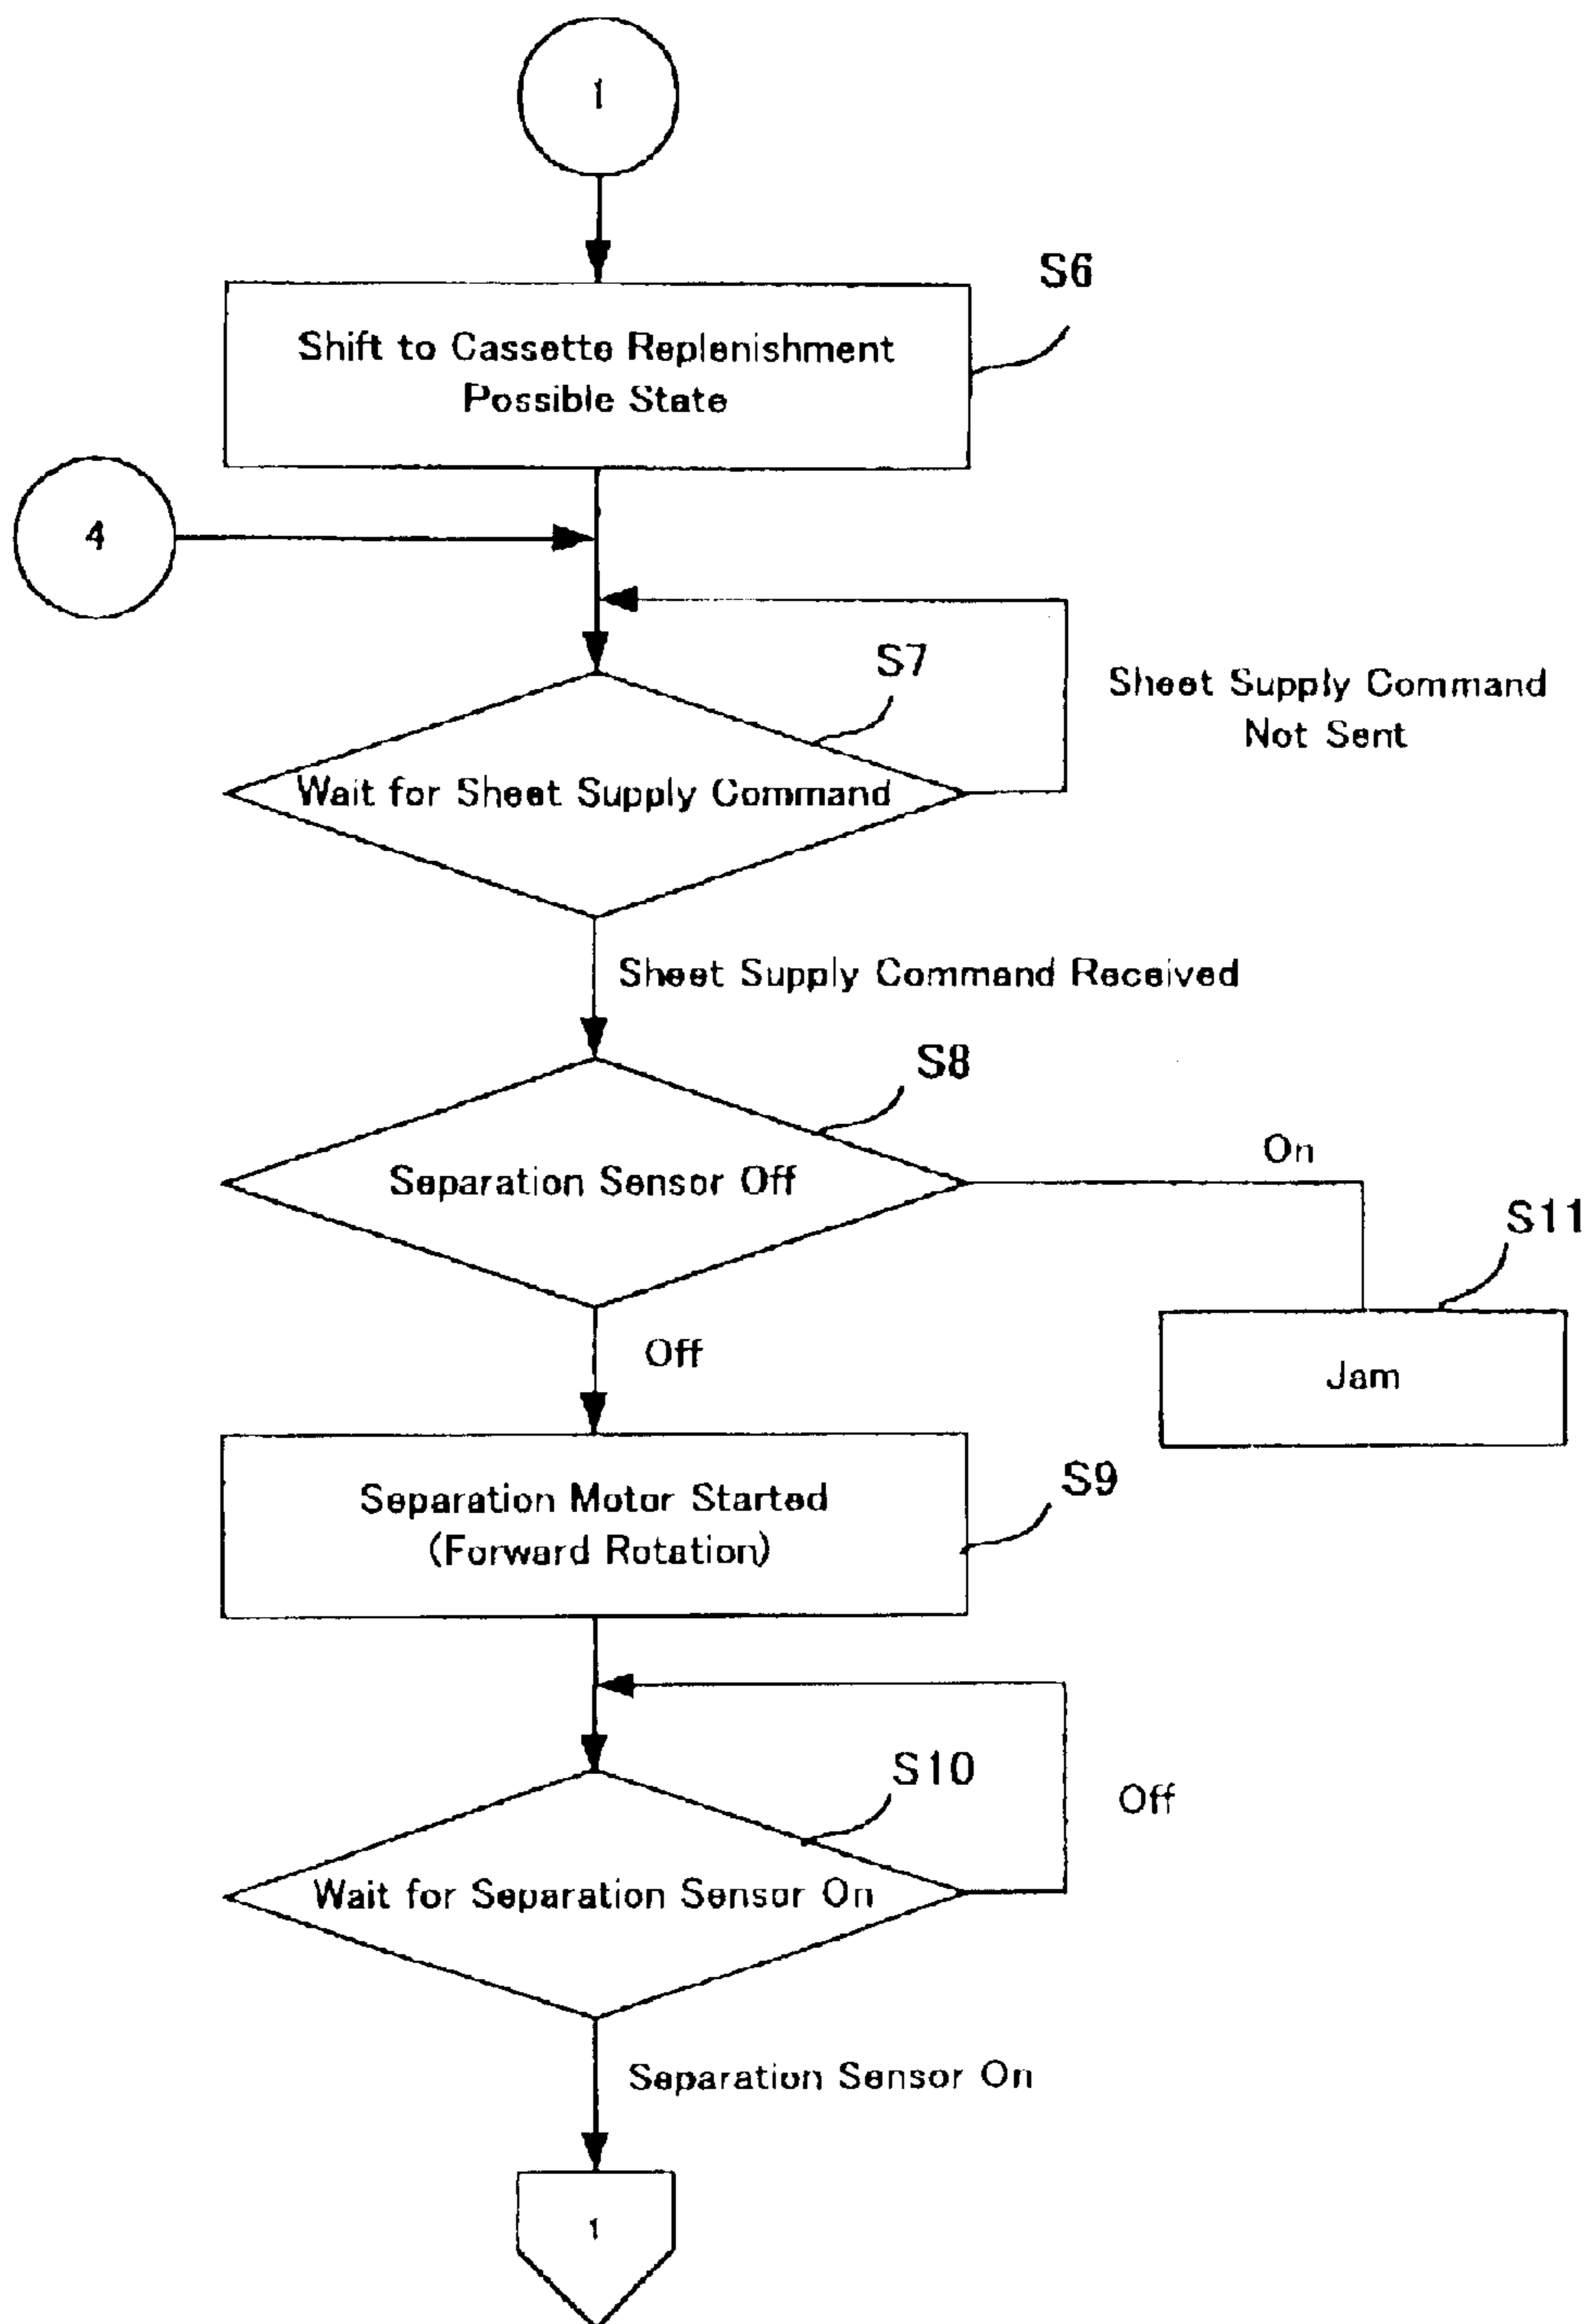 1
S6
Shift to Cassette Replenishment
Possible State
4
S7
Sheet Supply Command
Not Sent
Wait for Sheet Supply Command
Sheet Supply Command Received
S8
On
Separation Sensor Off
S11
Off
Jam
S9
Separation Motor Started
(Forward Rotation)
S10
Off
Wait for Separation Sensor On
Separation Sensor On
1